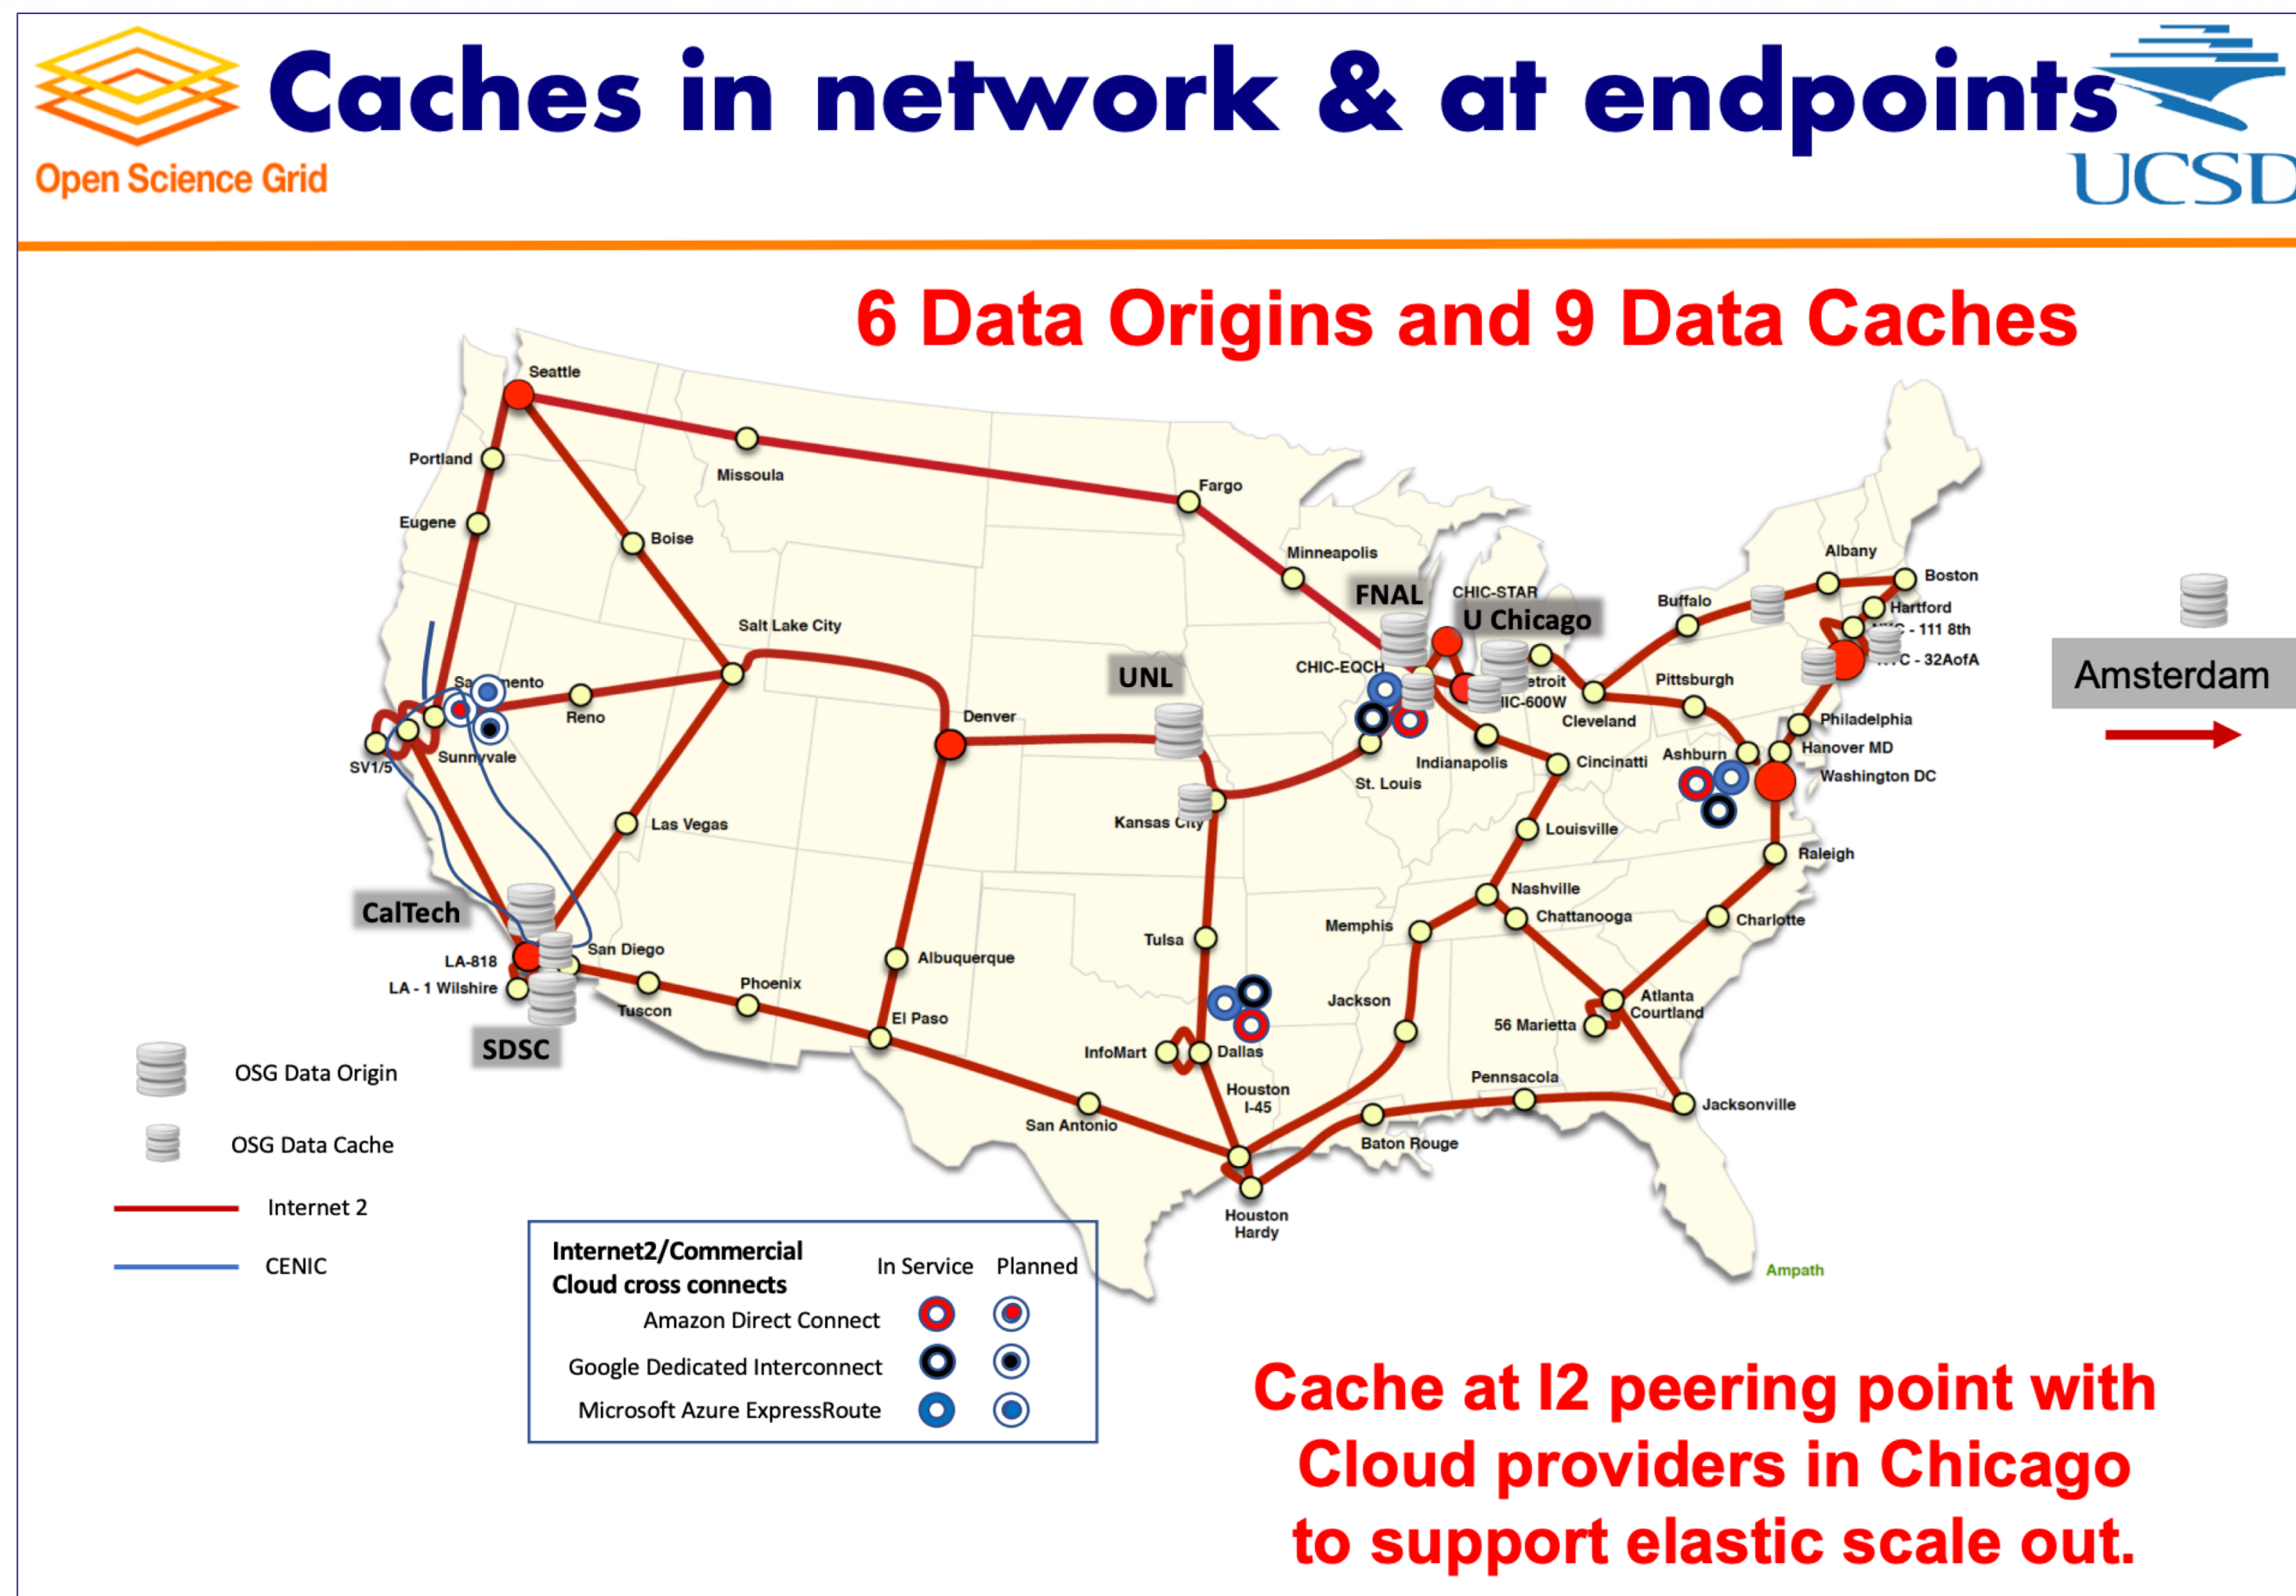 Caches in network & at endpoints
Open Science Grid
UCSD
6 Data Origins and 9 Data Caches
Seattle
Portland
Missoula
Fargo
Eugene
Boise
Minneapolis
Albany
FNAL
CHIC-STAR
Boston
Buffalo
Hartford
U Chicago
Salt Lake City
- 111 8th
CHIC-EQCH
C - 32AofA
UNL
Amsterdam
Reno
Denver
Pittsburgh
Cleveland
Philadelphia
Sunnyvale
SV1/5
Indianapolis
Cincinatti
Ashburn
Hanover MD
St. Louis
Washington DC
Las Vegas
Kansas City
Louisville
Raleigh
CalTech
Nashville
Chattanooga
Charlotte
Memphis
Tulsa
San Diego
LA-818
Albuquerque
LA - 1 Wilshire
Phoenix
Tuscon
Jackson
Atlanta
Courtland
El Paso
56 Marietta
SDSC
InfoMart
Dallas
OSG Data Origin
Pennsacola
Houston
I-45
Jacksonville
San Antonio
Baton Rouge
OSG Data Cache
Internet 2
Houston
Hardy
CENIC
Ampath
Internet2/Commercial
Cloud cross connects
In Service Planned
Amazon Direct Connect
Google Dedicated Interconnect
Microsoft Azure ExpressRoute
Cache at I2 peering point with
Cloud providers in Chicago
to support elastic scale out.